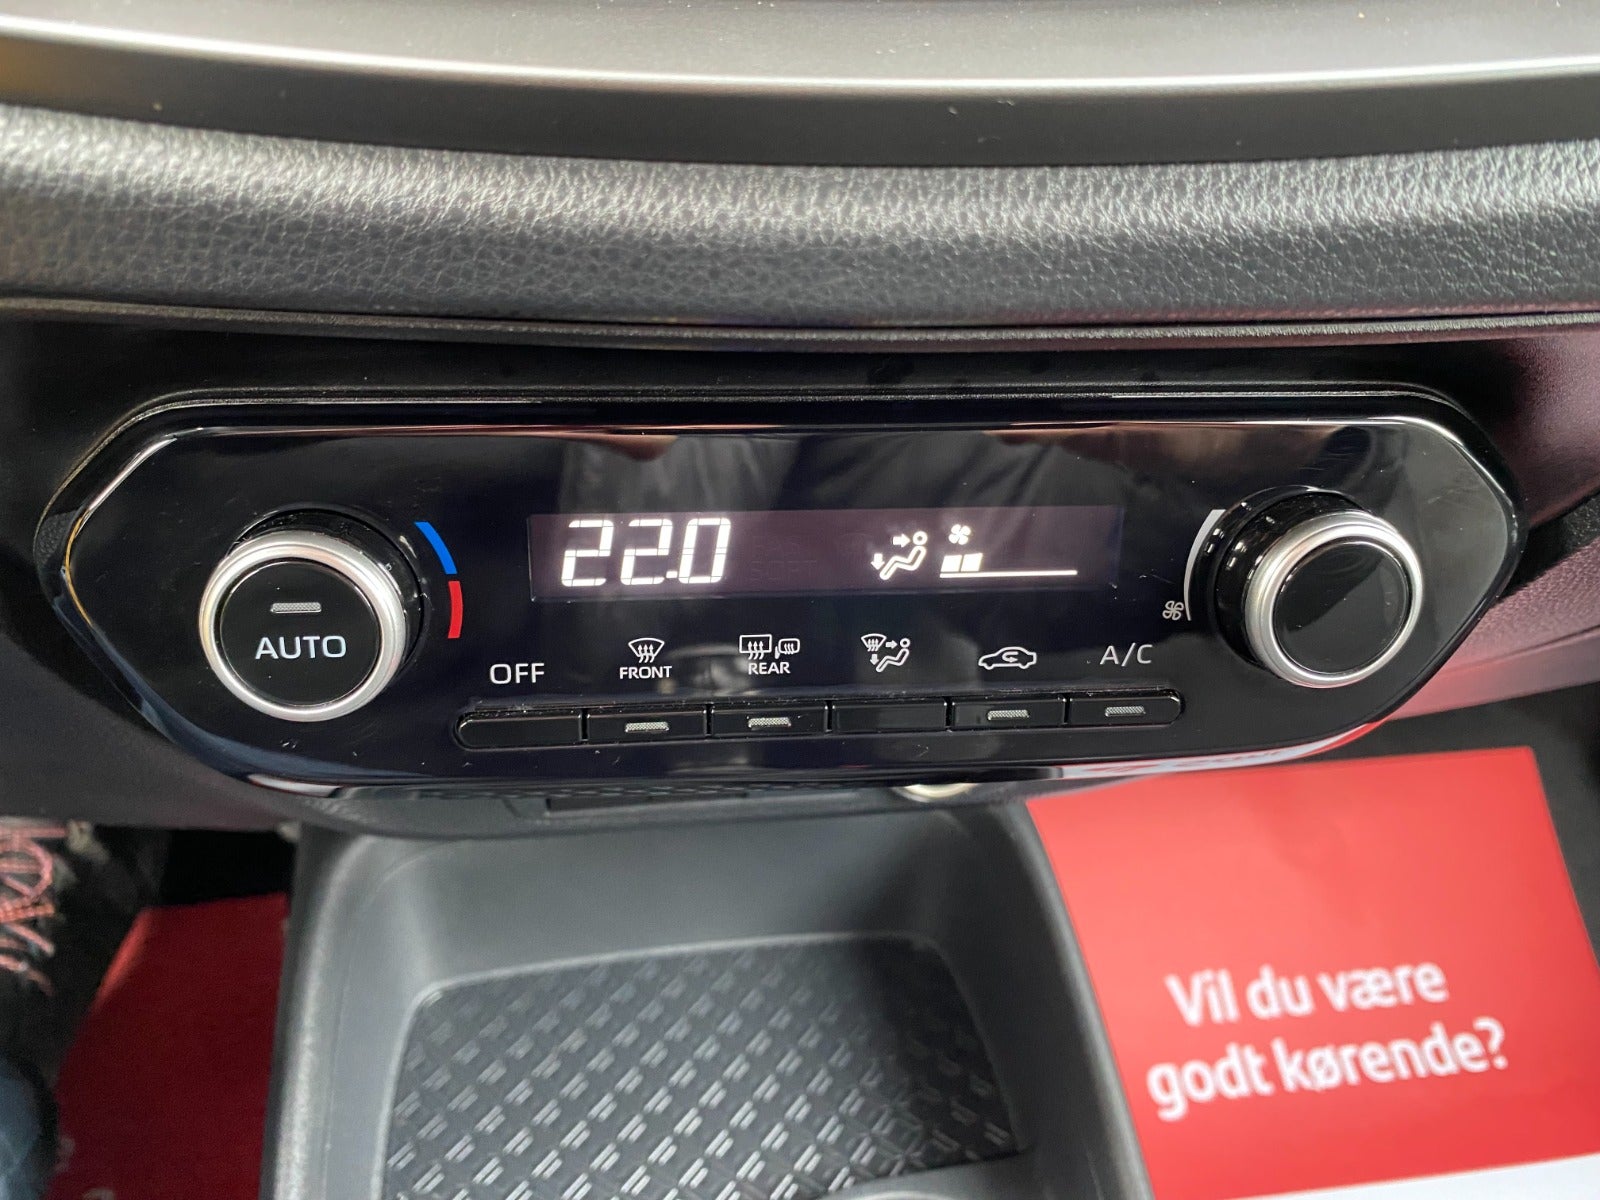 22.0
AUTO
OFF
FRONT
REAR
A/C
Vil du være
godt kørende?